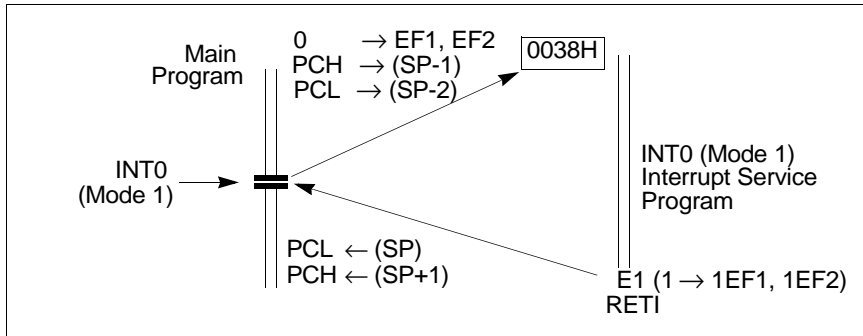 0 → EF1, EF2
PCH → (SP-1)
PCL → (SP-2)
0038H
Main
Program
INT0
(Mode 1)
INT0 (Mode 1)
Interrupt Service
Program
PCL ← (SP)
PCH ← (SP+1)
E1 (1 → 1EF1, 1EF2)
RETI